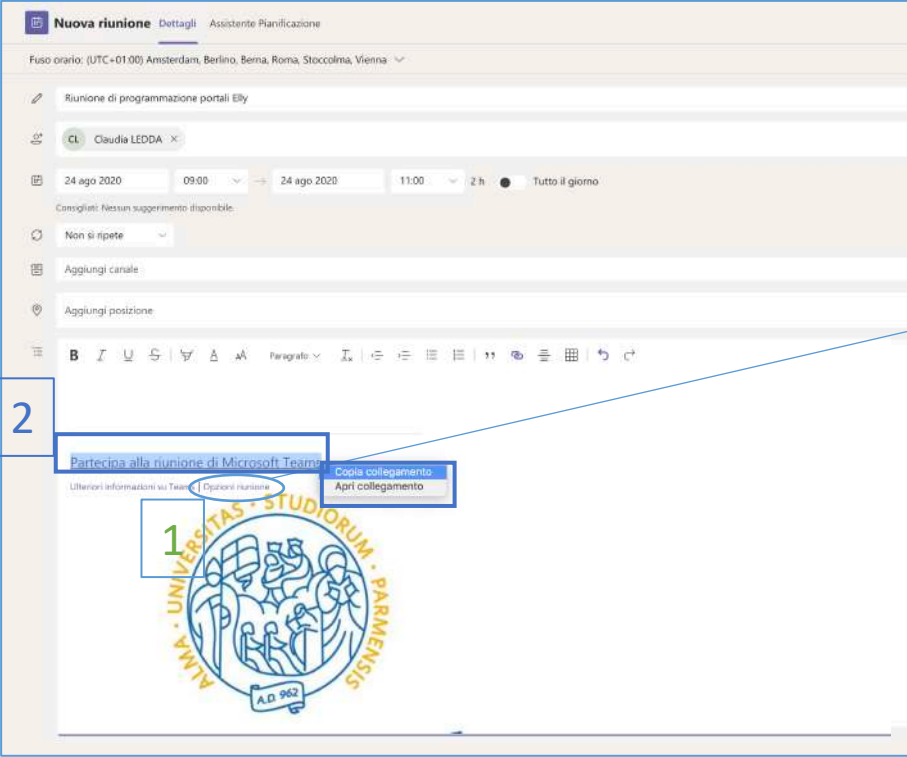 Nuova riunione Dettagli Assistente Pianificazione
Fuso orario: (UTC+01:00) Amsterdam, Berlino, Berna, Roma, Stoccolma, Vienna
Riunione di programmazione portali Elly
CL Claudia LEDDA ×
24 ago 2020 09:00 → 24 ago 2020 11:00 2 h Tutto il giorno
Consigliati: Nessun suggerimento disponibile.
Non si ripete
Aggiungi canale
Aggiungi posizione
B I U S A AA Paragrafo
2
Partecipa alla riunione di Microsoft Teams
Copia collegamento
Apri collegamento
Ulteriori informazioni su Teams | Opzioni riunione
1
ALMA · UNIVERSITAS · STUDIORUM · PARMENSIS
A.D. 962